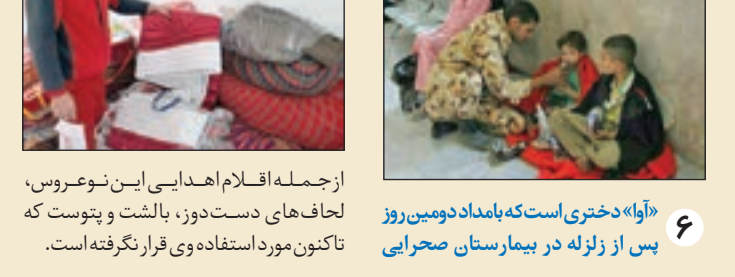 «آوا» دختری است که بامداد دومین روز
۶
پس از زلزله در بیمارستان صحرایی
از جمله اقلام اهدایی این نوعروس،
لحاف‌های دست‌دوز، بالشت و پتوست که
تاکنون مورد استفاده وی قرار نگرفته است.